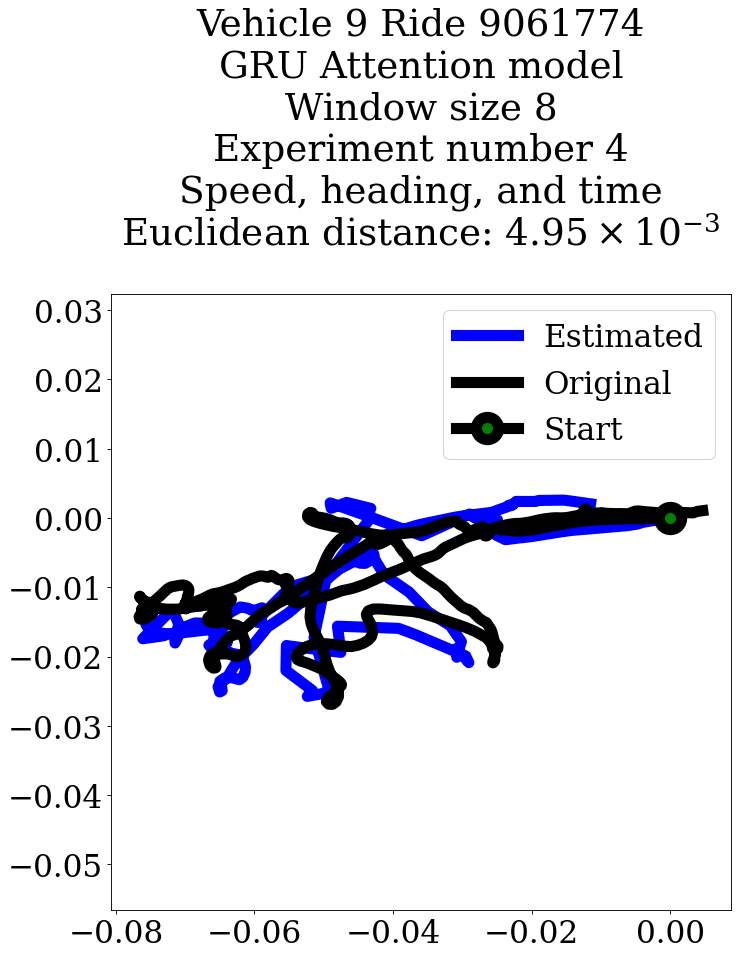 Vehicle 9 Ride 9061774
GRU Attention model
Window size 8
Experiment number 4
Speed, heading, and time
Euclidean distance: 4.95 × 10⁻³
Estimated
Original
Start
0.03
0.02
0.01
0.00
−0.01
−0.02
−0.03
−0.04
−0.05
−0.08 −0.06 −0.04 −0.02 0.00